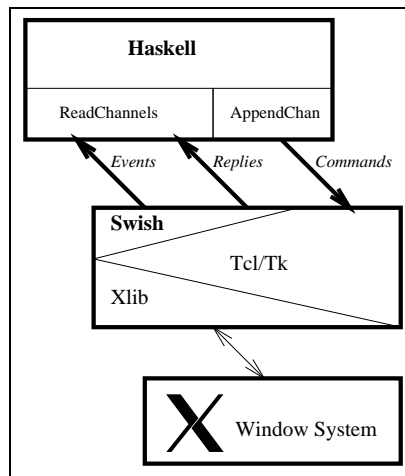 Haskell
ReadChannels AppendChan
Events Replies Commands
Swish
Tcl/Tk
Xlib
X Window System